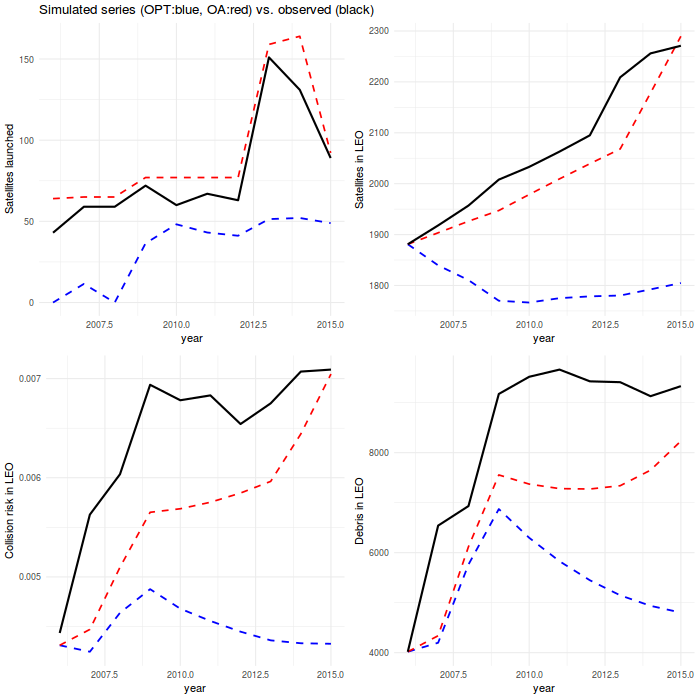 Simulated series (OPT:blue, OA:red) vs. observed (black)
Satellites launched
150
100
50
0
2007.5 2010.0 2012.5 2015.0
year
Satellites in LEO
2300
2200
2100
2000
1900
1800
2007.5 2010.0 2012.5 2015.0
year
Collision risk in LEO
0.007
0.006
0.005
2007.5 2010.0 2012.5 2015.0
year
Debris in LEO
8000
6000
4000
2007.5 2010.0 2012.5 2015.0
year